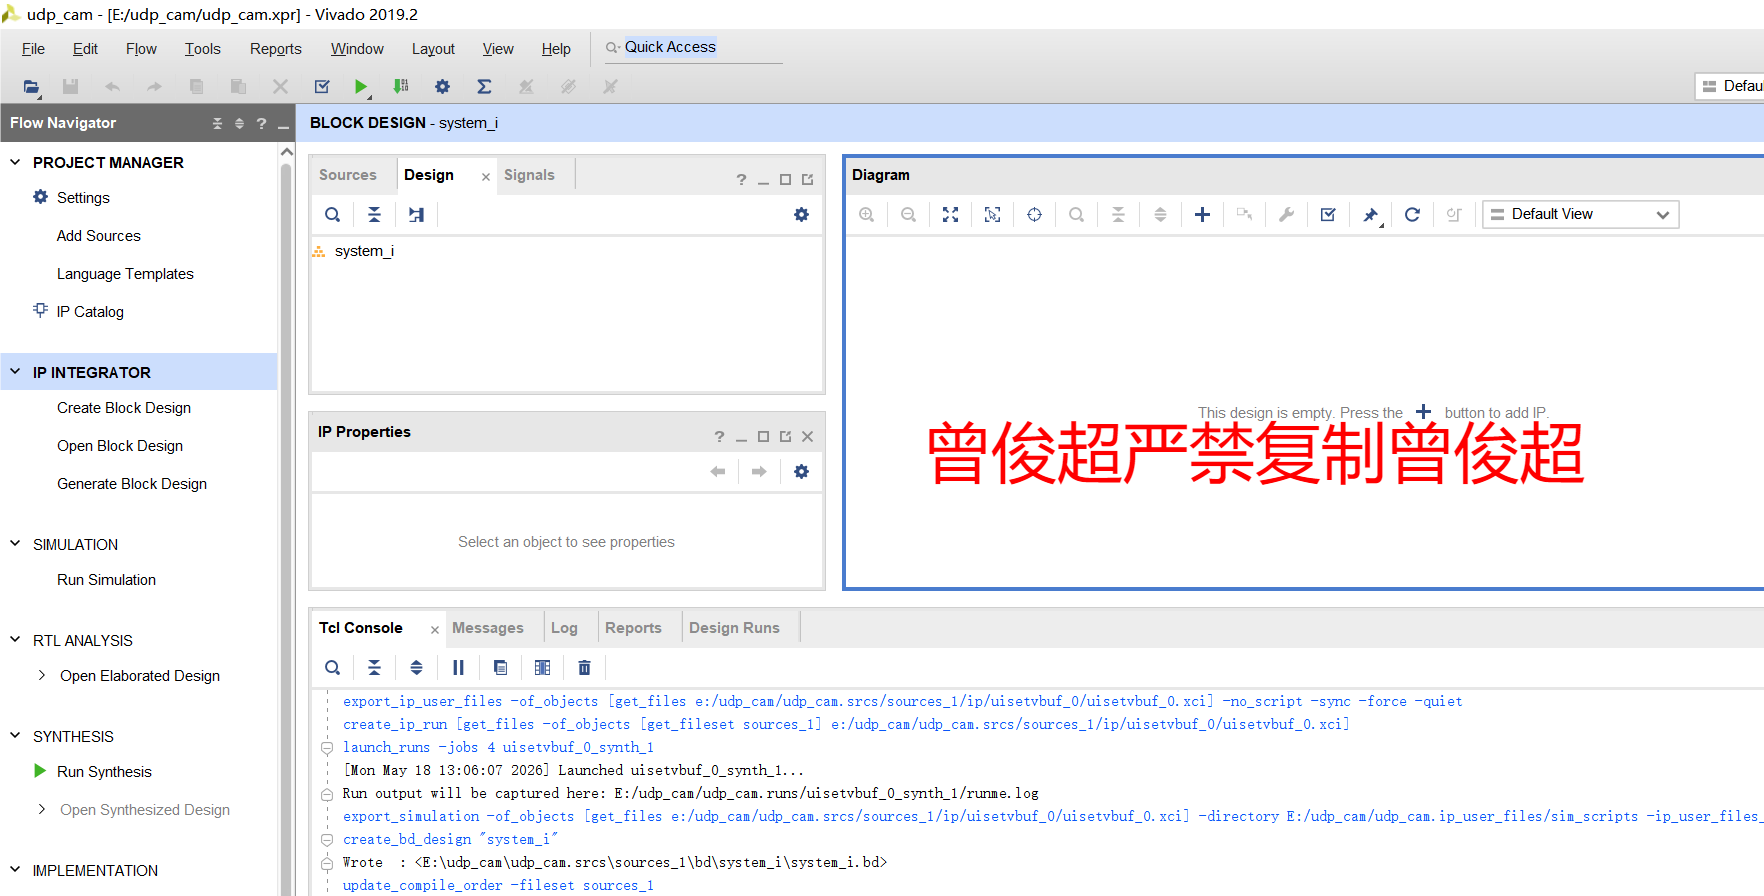 udp_cam - [E:/udp_cam/udp_cam.xpr] - Vivado 2019.2
File Edit Flow Tools Reports Window Layout View Help Quick Access
Defau
Flow Navigator
PROJECT MANAGER
Settings
Add Sources
Language Templates
IP Catalog
IP INTEGRATOR
Create Block Design
Open Block Design
Generate Block Design
SIMULATION
Run Simulation
RTL ANALYSIS
Open Elaborated Design
SYNTHESIS
Run Synthesis
Open Synthesized Design
IMPLEMENTATION
BLOCK DESIGN - system_i
Sources Design Signals
system_i
IP Properties
Select an object to see properties
Diagram
Default View
This design is empty. Press the + button to add IP.
曾俊超严禁复制曾俊超
Tcl Console Messages Log Reports Design Runs
export_ip_user_files -of_objects [get_files e:/udp_cam/udp_cam.srcs/sources_1/ip/uisetvbuf_0/uisetvbuf_0.xci] -no_script -sync -force -quiet
create_ip_run [get_files -of_objects [get_fileset sources_1] e:/udp_cam/udp_cam.srcs/sources_1/ip/uisetvbuf_0/uisetvbuf_0.xci]
launch_runs -jobs 4 uisetvbuf_0_synth_1
[Mon May 18 13:06:07 2026] Launched uisetvbuf_0_synth_1...
Run output will be captured here: E:/udp_cam/udp_cam.runs/uisetvbuf_0_synth_1/runme.log
export_simulation -of_objects [get_files e:/udp_cam/udp_cam.srcs/sources_1/ip/uisetvbuf_0/uisetvbuf_0.xci] -directory E:/udp_cam/udp_cam.ip_user_files/sim_scripts -ip_user_files_
create_bd_design "system_i"
Wrote : <E:\udp_cam\udp_cam.srcs\sources_1\bd\system_i\system_i.bd>
update_compile_order -fileset sources_1